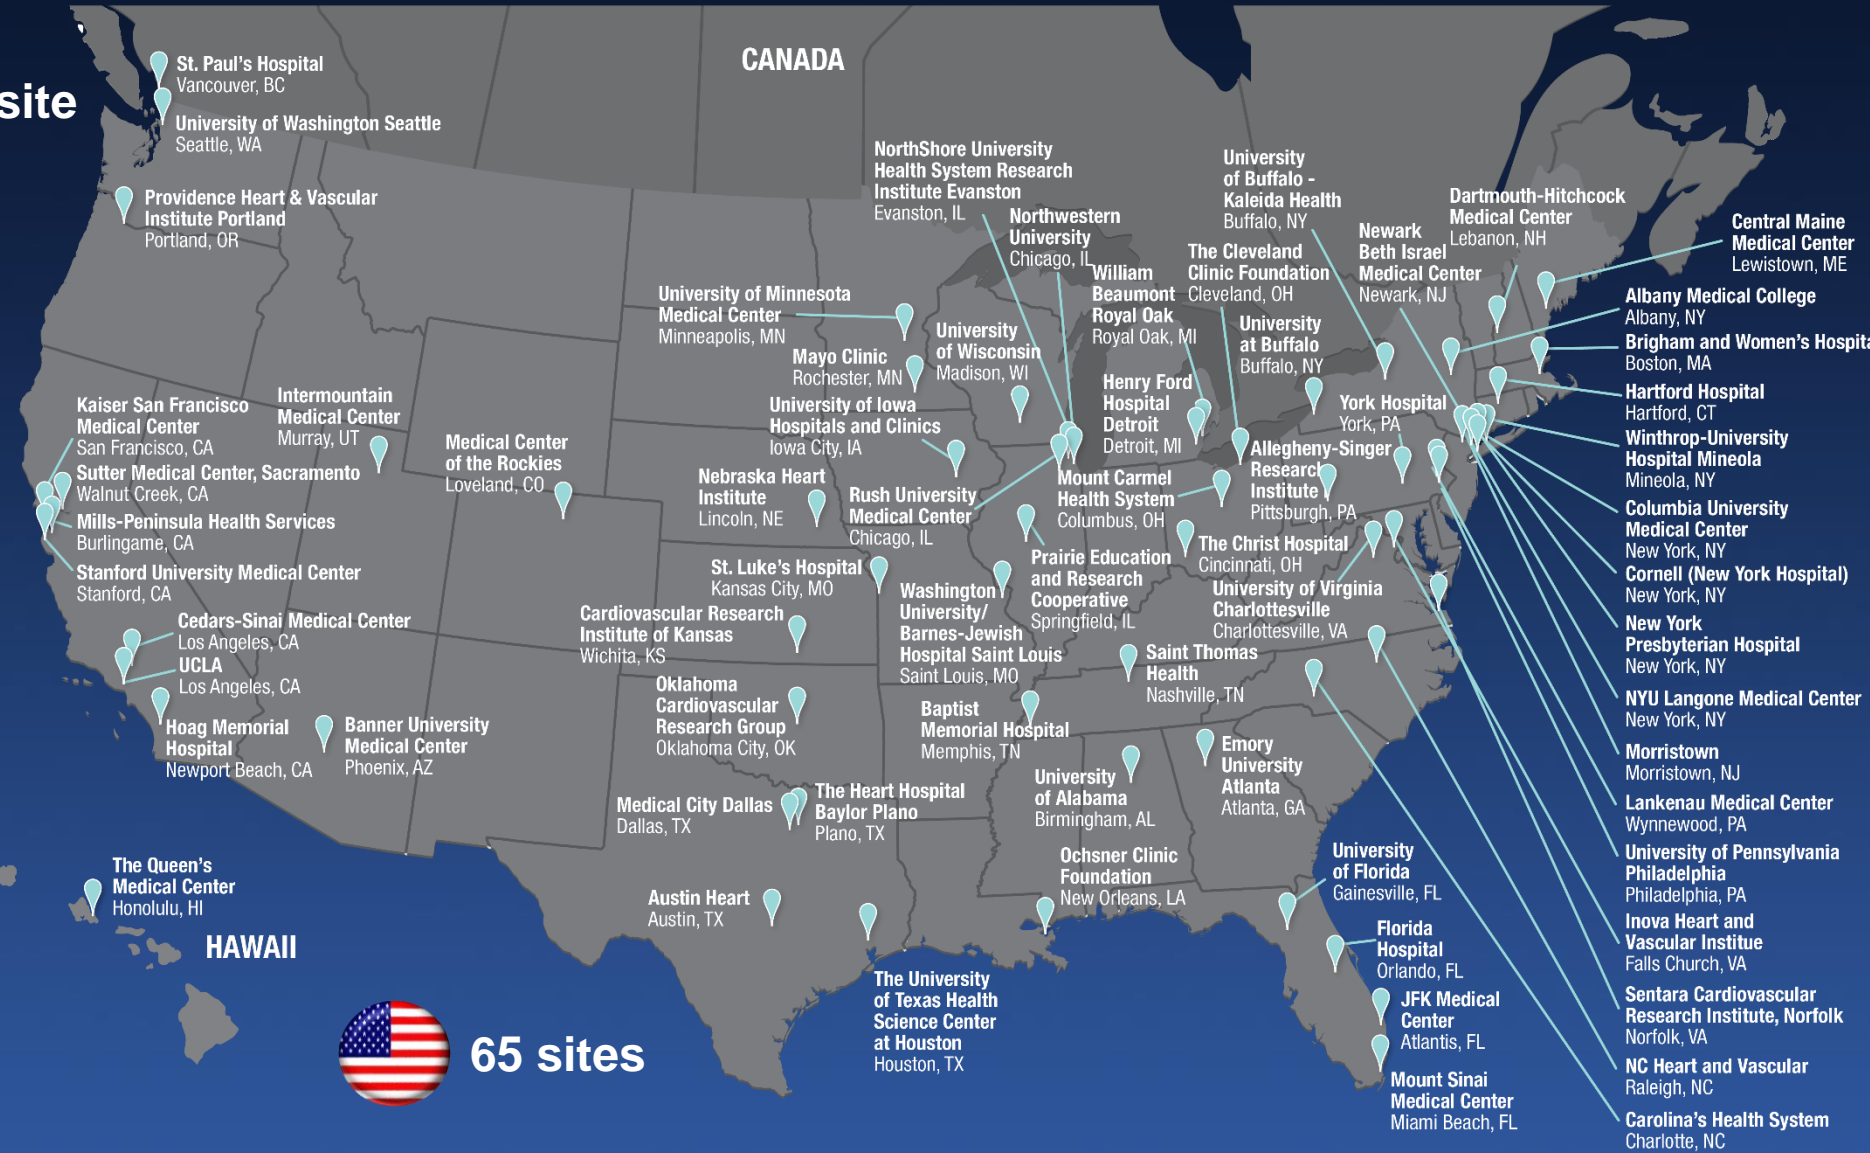 site
CANADA
St. Paul's Hospital
Vancouver, BC
University of Washington Seattle
Seattle, WA
Providence Heart & Vascular
Institute Portland
Portland, OR
NorthShore University
Health System Research
Institute Evanston
Evanston, IL
Northwestern
University
Chicago, IL
University
of Buffalo -
Kaleida Health
Buffalo, NY
Dartmouth-Hitchcock
Medical Center
Lebanon, NH
Central Maine
Medical Center
Lewistown, ME
Newark
Beth Israel
Medical Center
Newark, NJ
The Cleveland
Clinic Foundation
Cleveland, OH
William
Beaumont
Royal Oak
Royal Oak, MI
University of Minnesota
Medical Center
Minneapolis, MN
University
of Wisconsin
Madison, WI
University
at Buffalo
Buffalo, NY
Albany Medical College
Albany, NY
Brigham and Women's Hospita
Boston, MA
Mayo Clinic
Rochester, MN
Henry Ford
Hospital
Detroit
Detroit, MI
Hartford Hospital
Hartford, CT
Kaiser San Francisco
Medical Center
San Francisco, CA
Intermountain
Medical Center
Murray, UT
University of Iowa
Hospitals and Clinics
Iowa City, IA
York Hospital
York, PA
Winthrop-University
Hospital Mineola
Mineola, NY
Medical Center
of the Rockies
Loveland, CO
Allegheny-Singer
Research
Institute
Pittsburgh, PA
Sutter Medical Center, Sacramento
Walnut Creek, CA
Nebraska Heart
Institute
Lincoln, NE
Rush University
Medical Center
Chicago, IL
Mount Carmel
Health System
Columbus, OH
Columbia University
Medical Center
New York, NY
Mills-Peninsula Health Services
Burlingame, CA
The Christ Hospital
Cincinnati, OH
Prairie Education
and Research
Cooperative
Springfield, IL
Stanford University Medical Center
Stanford, CA
St. Luke's Hospital
Kansas City, MO
Cornell (New York Hospital)
New York, NY
Washington
University/
Barnes-Jewish
Hospital Saint Louis
Saint Louis, MO
University of Virginia
Charlottesville
Charlottesville, VA
Cardiovascular Research
Institute of Kansas
Wichita, KS
Cedars-Sinai Medical Center
Los Angeles, CA
New York
Presbyterian Hospital
New York, NY
UCLA
Los Angeles, CA
Saint Thomas
Health
Nashville, TN
Oklahoma
Cardiovascular
Research Group
Oklahoma City, OK
NYU Langone Medical Center
New York, NY
Baptist
Memorial Hospital
Memphis, TN
Hoag Memorial
Hospital
Newport Beach, CA
Banner University
Medical Center
Phoenix, AZ
Emory
University
Atlanta
Atlanta, GA
Morristown
Morristown, NJ
University
of Alabama
Birmingham, AL
Medical City Dallas
Dallas, TX
The Heart Hospital
Baylor Plano
Plano, TX
Lankenau Medical Center
Wynnewood, PA
University of Pennsylvania
Philadelphia
Philadelphia, PA
Ochsner Clinic
Foundation
New Orleans, LA
University
of Florida
Gainesville, FL
The Queen's
Medical Center
Honolulu, HI
Austin Heart
Austin, TX
Inova Heart and
Vascular Institue
Falls Church, VA
HAWAII
Florida
Hospital
Orlando, FL
The University
of Texas Health
Science Center
at Houston
Houston, TX
JFK Medical
Center
Atlantis, FL
Sentara Cardiovascular
Research Institute, Norfolk
Norfolk, VA
65 sites
NC Heart and Vascular
Raleigh, NC
Mount Sinai
Medical Center
Miami Beach, FL
Carolina's Health System
Charlotte, NC